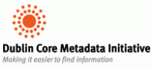 Dublin Core Metadata Initiative
Making it easier to find information